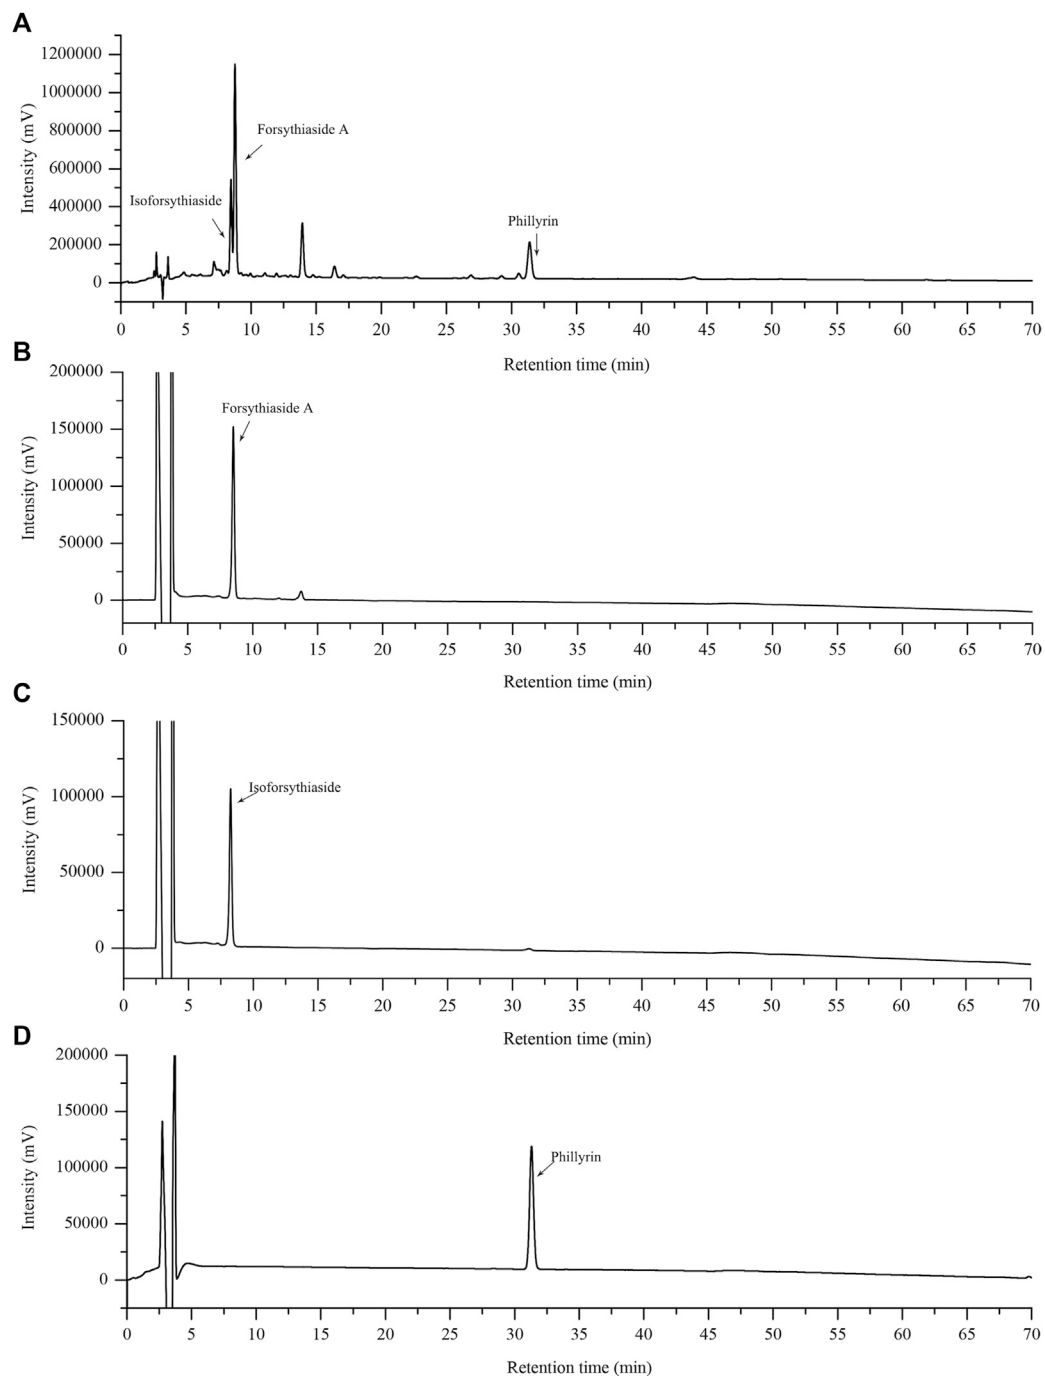 A
1200000
1000000
800000
600000
400000
200000
0
Intensity (mV)
Forsythiaside A
Isoforsythiaside
Phillyrin
0 5 10 15 20 25 30 35 40 45 50 55 60 65 70
Retention time (min)
B
200000
150000
100000
50000
0
Intensity (mV)
Forsythiaside A
0 5 10 15 20 25 30 35 40 45 50 55 60 65 70
Retention time (min)
C
150000
100000
50000
0
Intensity (mV)
Isoforsythiaside
0 5 10 15 20 25 30 35 40 45 50 55 60 65 70
Retention time (min)
D
200000
150000
100000
50000
0
Intensity (mV)
Phillyrin
0 5 10 15 20 25 30 35 40 45 50 55 60 65 70
Retention time (min)